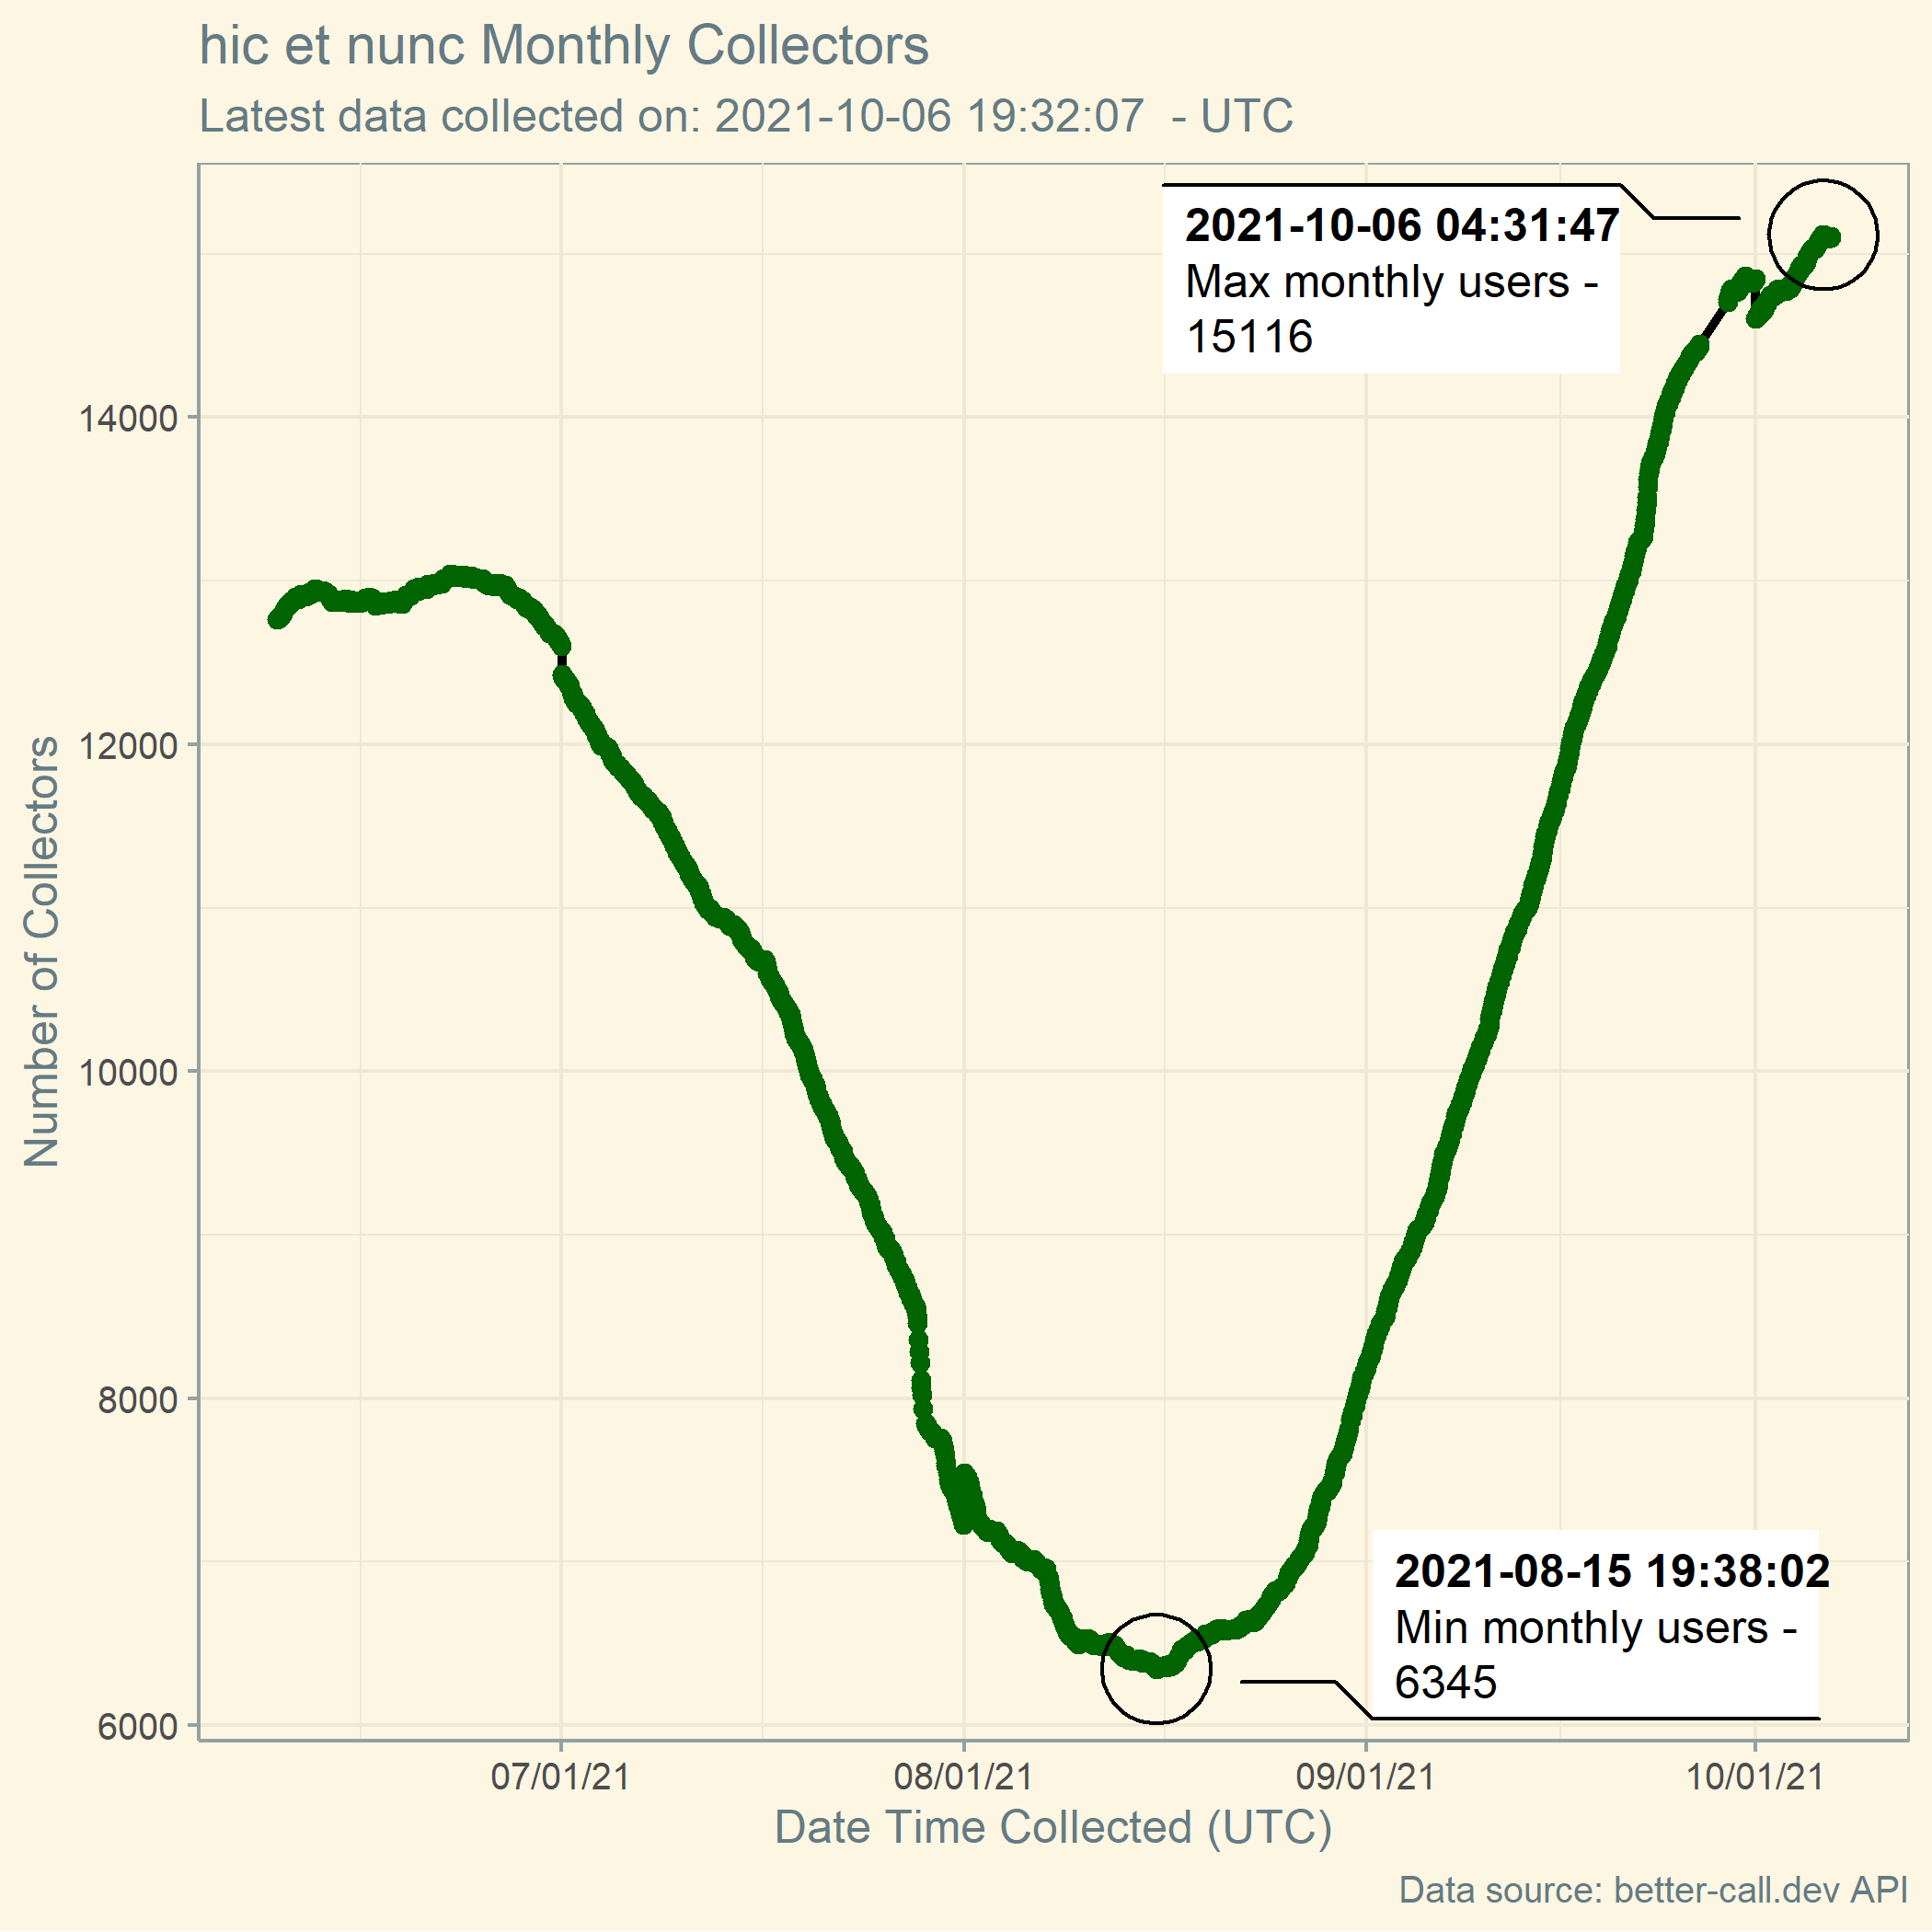 hic et nunc Monthly Collectors
Latest data collected on: 2021-10-06 19:32:07  - UTC
2021-10-06 04:31:47
Max monthly users -
15116
14000
12000
10000
8000
6000
Number of Collectors
2021-08-15 19:38:02
Min monthly users -
6345
07/01/21
08/01/21
09/01/21
10/01/21
Date Time Collected (UTC)
Data source: better-call.dev API